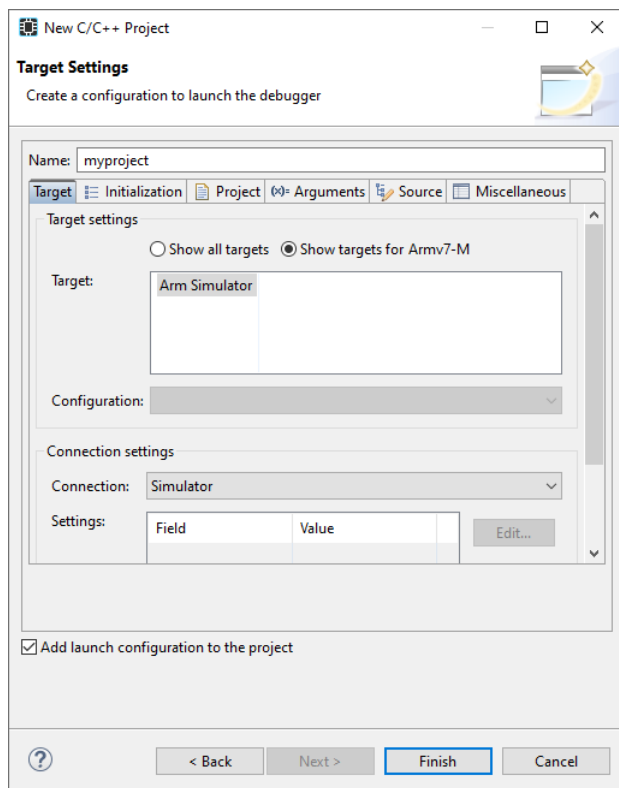 New C/C++ Project
Target Settings
Create a configuration to launch the debugger
Name: myproject
Target Initialization Project (x)= Arguments Source Miscellaneous
Target settings
Show all targets Show targets for Armv7-M
Target: Arm Simulator
Configuration:
Connection settings
Connection: Simulator
Settings: Field Value Edit...
Add launch configuration to the project
? < Back Next > Finish Cancel